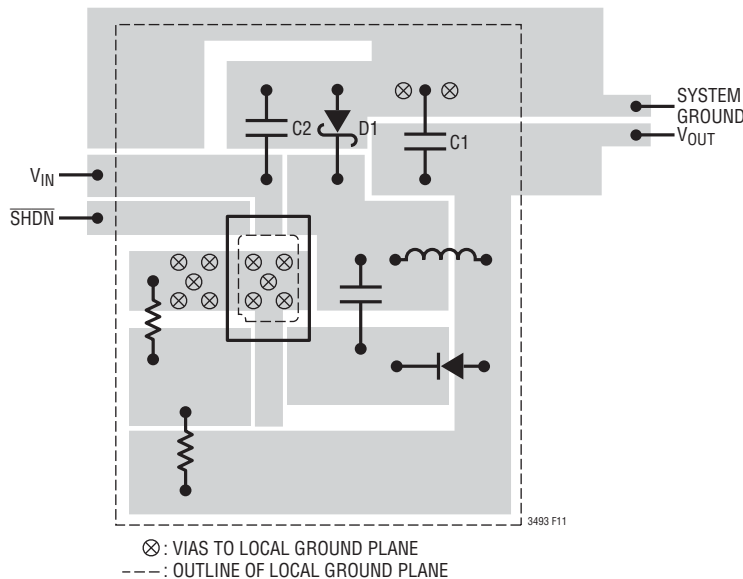 SYSTEM
GROUND
C2
D1
C1
VOUT
VIN
SHDN
3493 F11
⊗: VIAS TO LOCAL GROUND PLANE
---: OUTLINE OF LOCAL GROUND PLANE